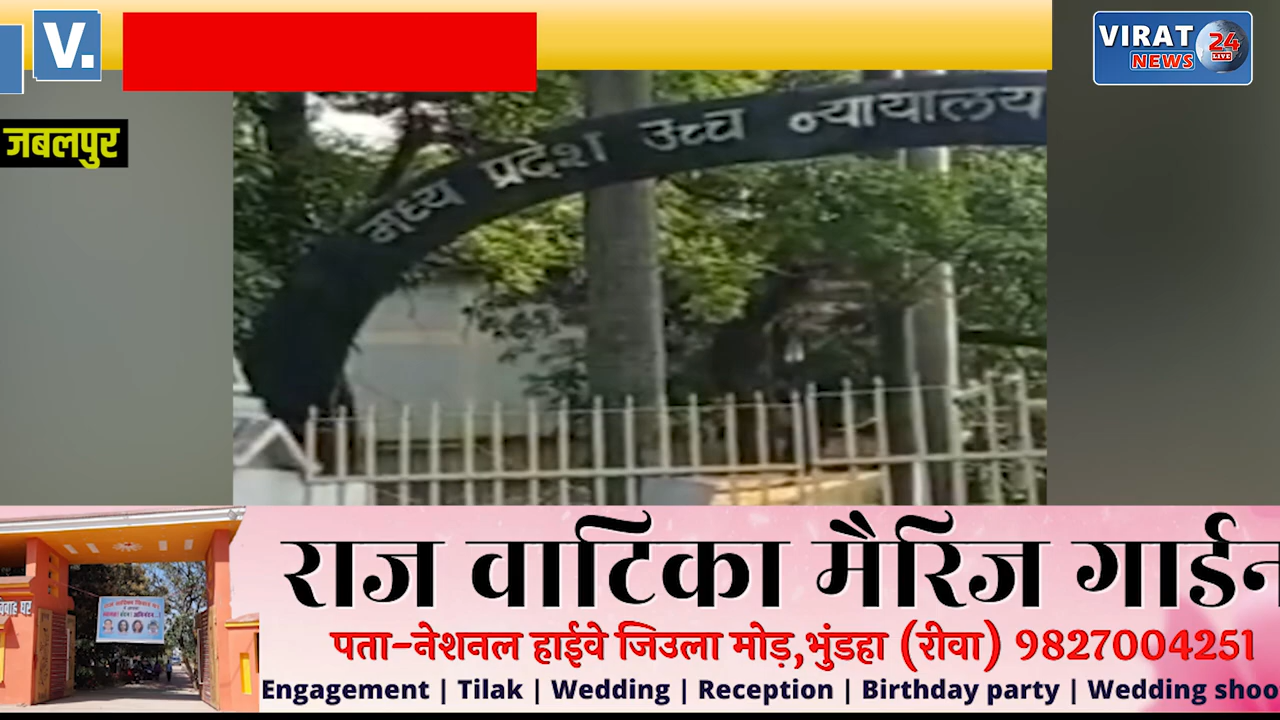 V.
VIRAT
NEWS
24
LIVE
जबलपुर
मध्य प्रदेश उच्च न्यायालय
राज वाटिका मैरिज गार्डन
पता-नेशनल हाईवे जिउला मोड़,भुंडहा (रीवा) 9827004251
Engagement | Tilak | Wedding | Reception | Birthday party | Wedding shoo